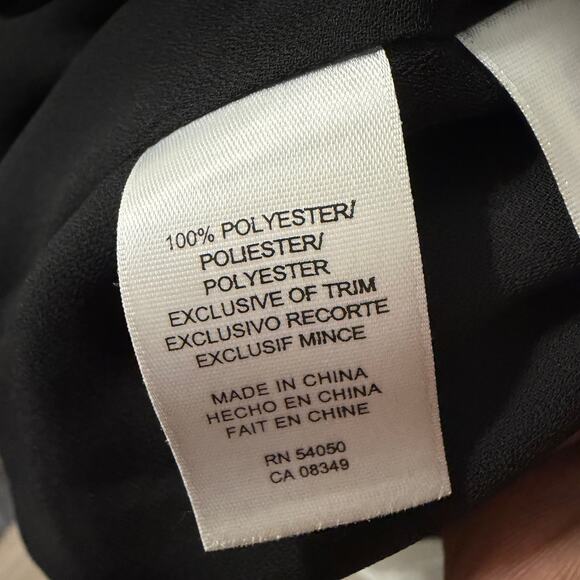 100% POLYESTER/
POLIESTER/
POLYESTER
EXCLUSIVE OF TRIM
EXCLUSIVO RECORTE
EXCLUSIF MINCE
MADE IN CHINA
HECHO EN CHINA
FAIT EN CHINE
RN 54050
CA 08349